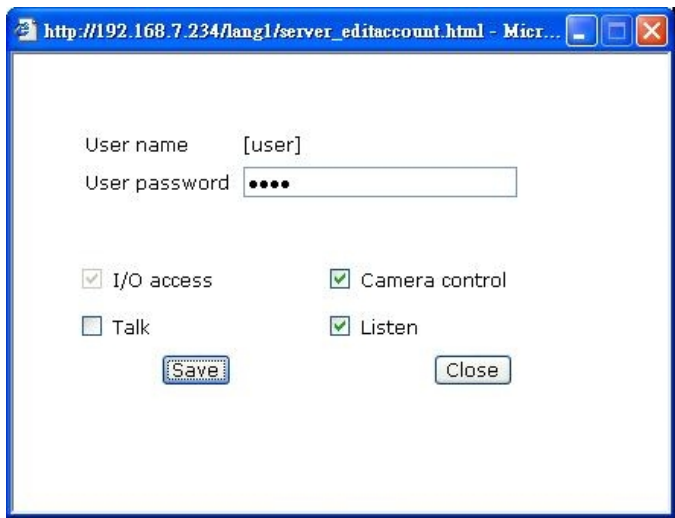 http://192.168.7.234/lang1/server_editaccount.html - Micr...
User name [user]
User password ••••
I/O access Camera control
Talk Listen
Save Close